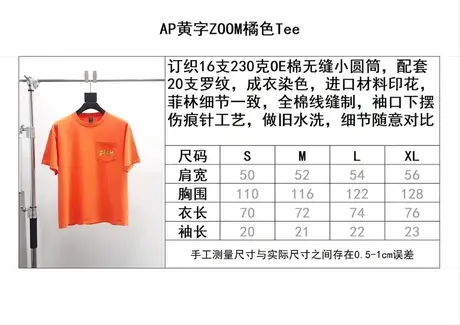 AP黄字ZOOM橘色Tee
订织16支230克OE棉无缝小圆筒，配套
20支罗纹，成衣染色，进口材料印花，
菲林细节一致，全棉线缝制，袖口下摆
伤痕针工艺，做旧水洗，细节随意对比
尺码 S M L XL
肩宽 50 52 54 56
胸围 110 116 122 128
衣长 70 72 74 76
袖长 20 21 22 23
手工测量尺寸与实际尺寸之间存在0.5-1cm误差